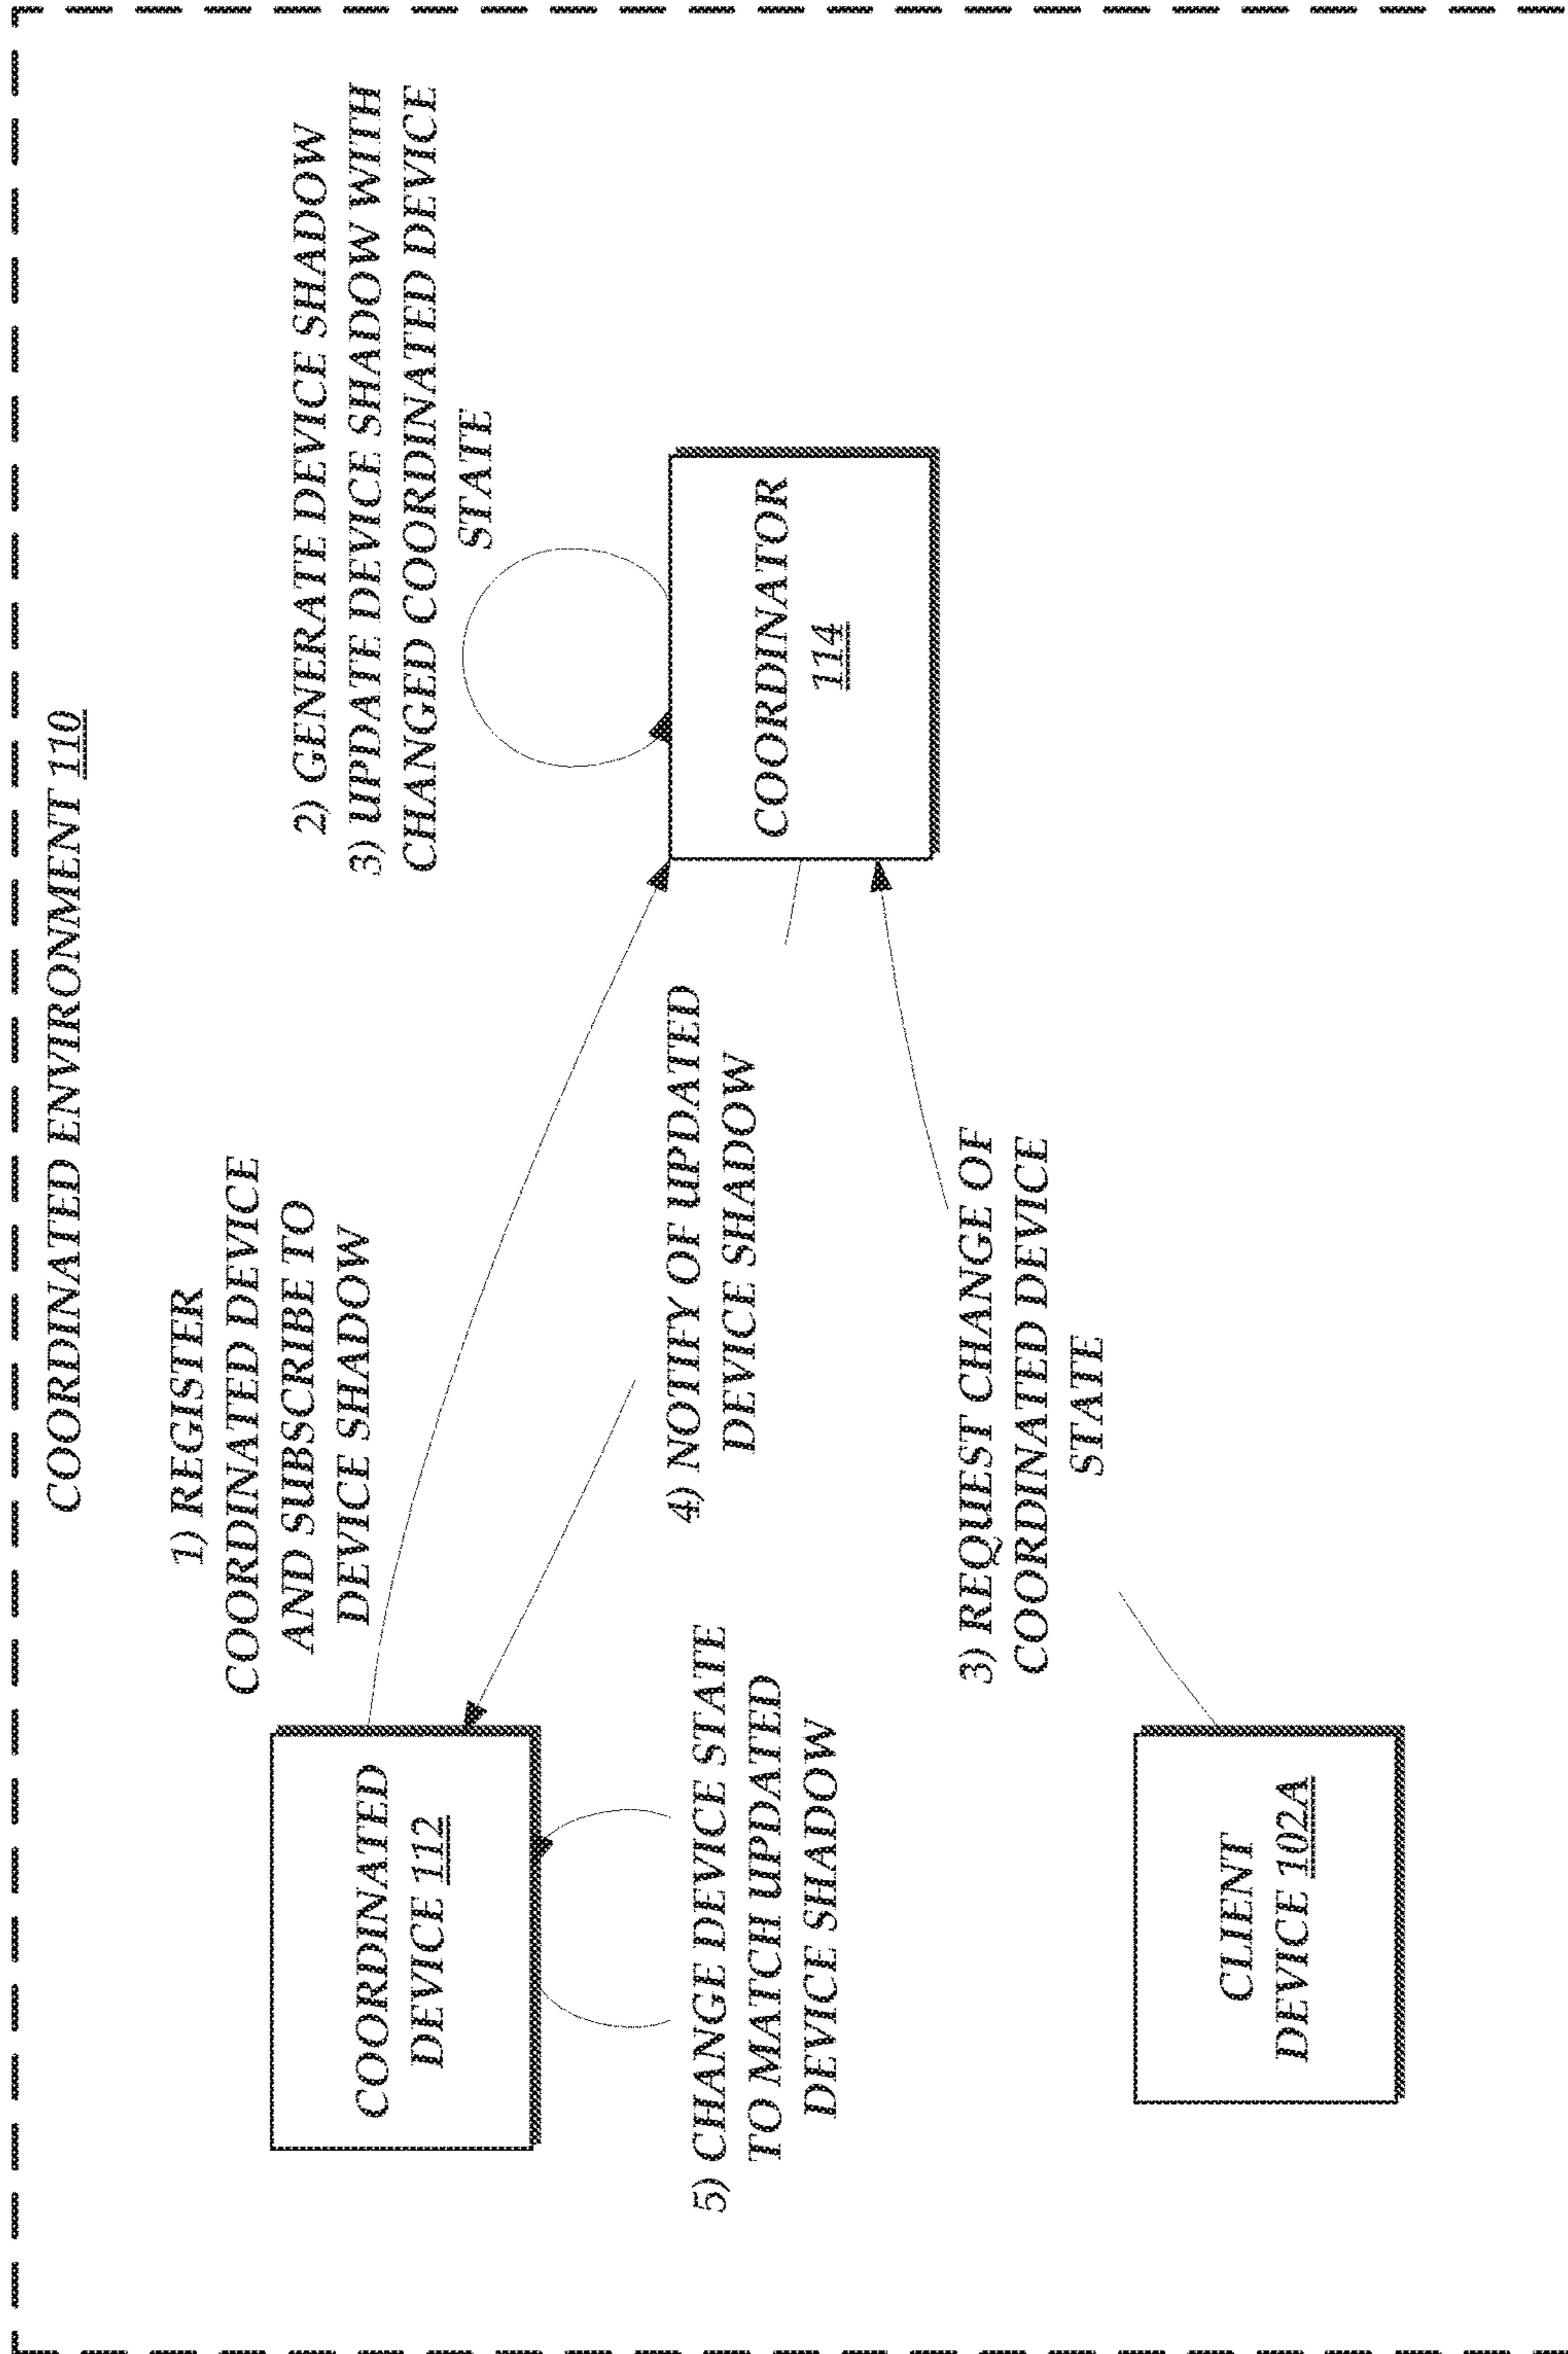 COORDINATED ENVIRONMENT 110
1) REGISTER
COORDINATED DEVICE
AND SUBSCRIBE TO
DEVICE SHADOW
2) GENERATE DEVICE SHADOW
3) UPDATE DEVICE SHADOW WITH
CHANGED COORDINATED DEVICE
STATE
COORDINATED
DEVICE 112
COORDINATOR
114
4) NOTIFY OF UPDATED
DEVICE SHADOW
5) CHANGE DEVICE STATE
TO MATCH UPDATED
DEVICE SHADOW
3) REQUEST CHANGE OF
COORDINATED DEVICE
STATE
CLIENT
DEVICE 102A